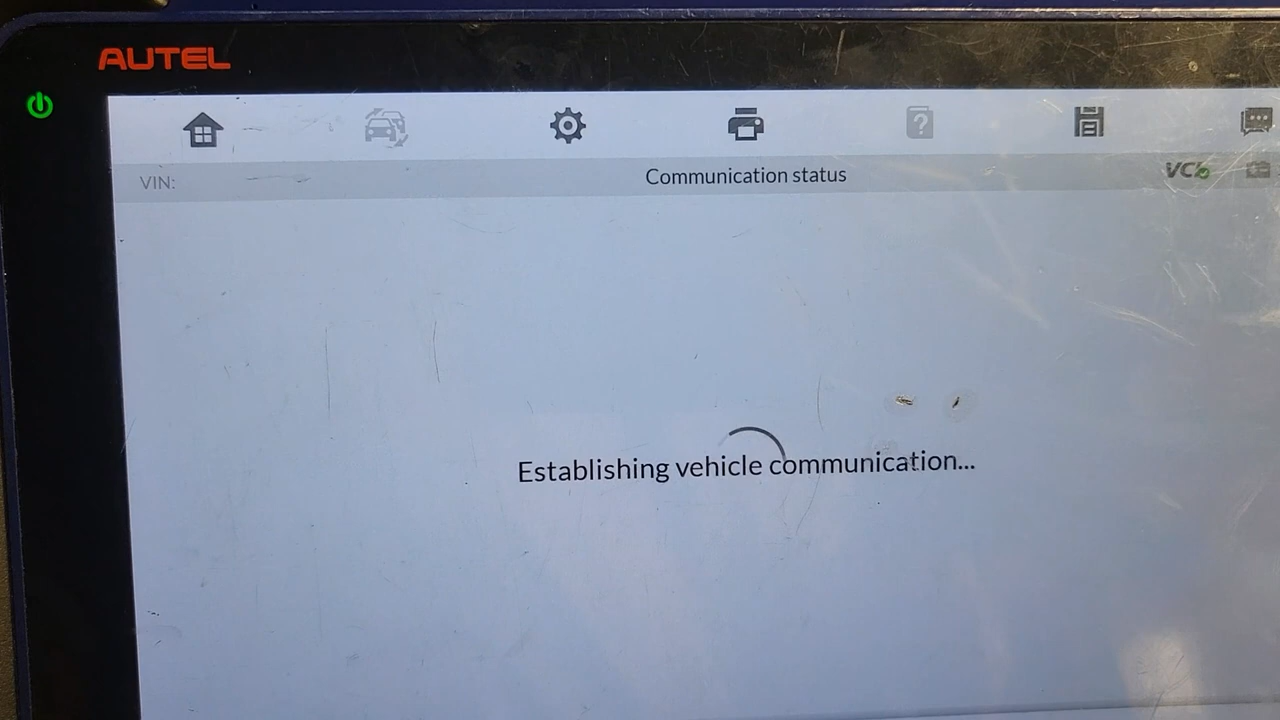 AUTEL
VIN:
Communication status
VCI
Establishing vehicle communication...